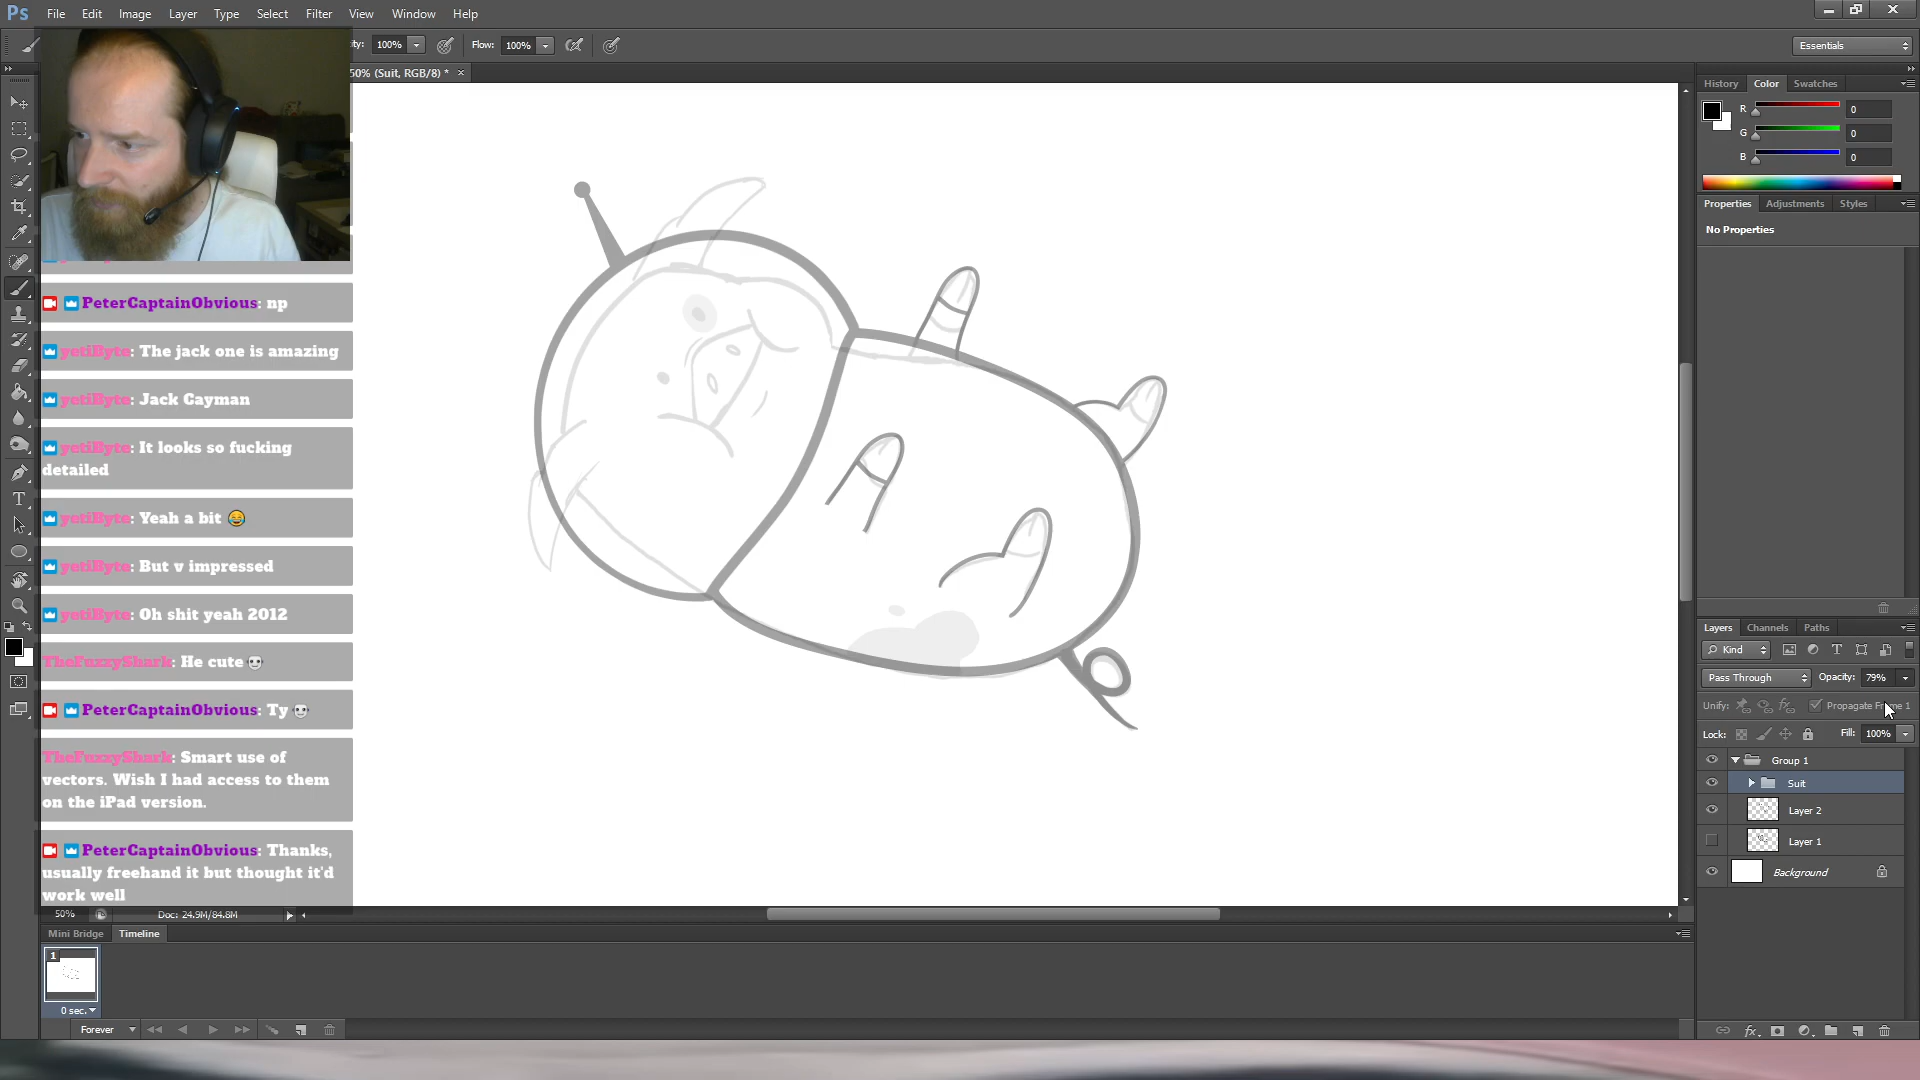 Ps File Edit Image Layer Type Select Filter View Window Help
100% Flow: 100% Essentials
50% (Suit, RGB/8) * ×
History Color Swatches
R 0
G 0
B 0
Properties Adjustments Styles
No Properties
PeterCaptainObvious: np
yetiByte: The jack one is amazing
yetiByte: Jack Cayman
yetiByte: It looks so fucking
detailed
yetiByte: Yeah a bit 😂
yetiByte: But v impressed
yetiByte: Oh shit yeah 2012
TheFuzzyShark: He cute
PeterCaptainObvious: Ty
TheFuzzyShark: Smart use of
vectors. Wish I had access to them
on the iPad version.
PeterCaptainObvious: Thanks,
usually freehand it but thought it'd
work well
Layers Channels Paths
Kind
Pass Through Opacity: 79%
Unify: Propagate Frame 1
Lock: Fill: 100%
Group 1
Suit
Layer 2
Layer 1
Background
50% Doc: 24.9M/84.8M
Mini Bridge Timeline
1
0 sec.
Forever